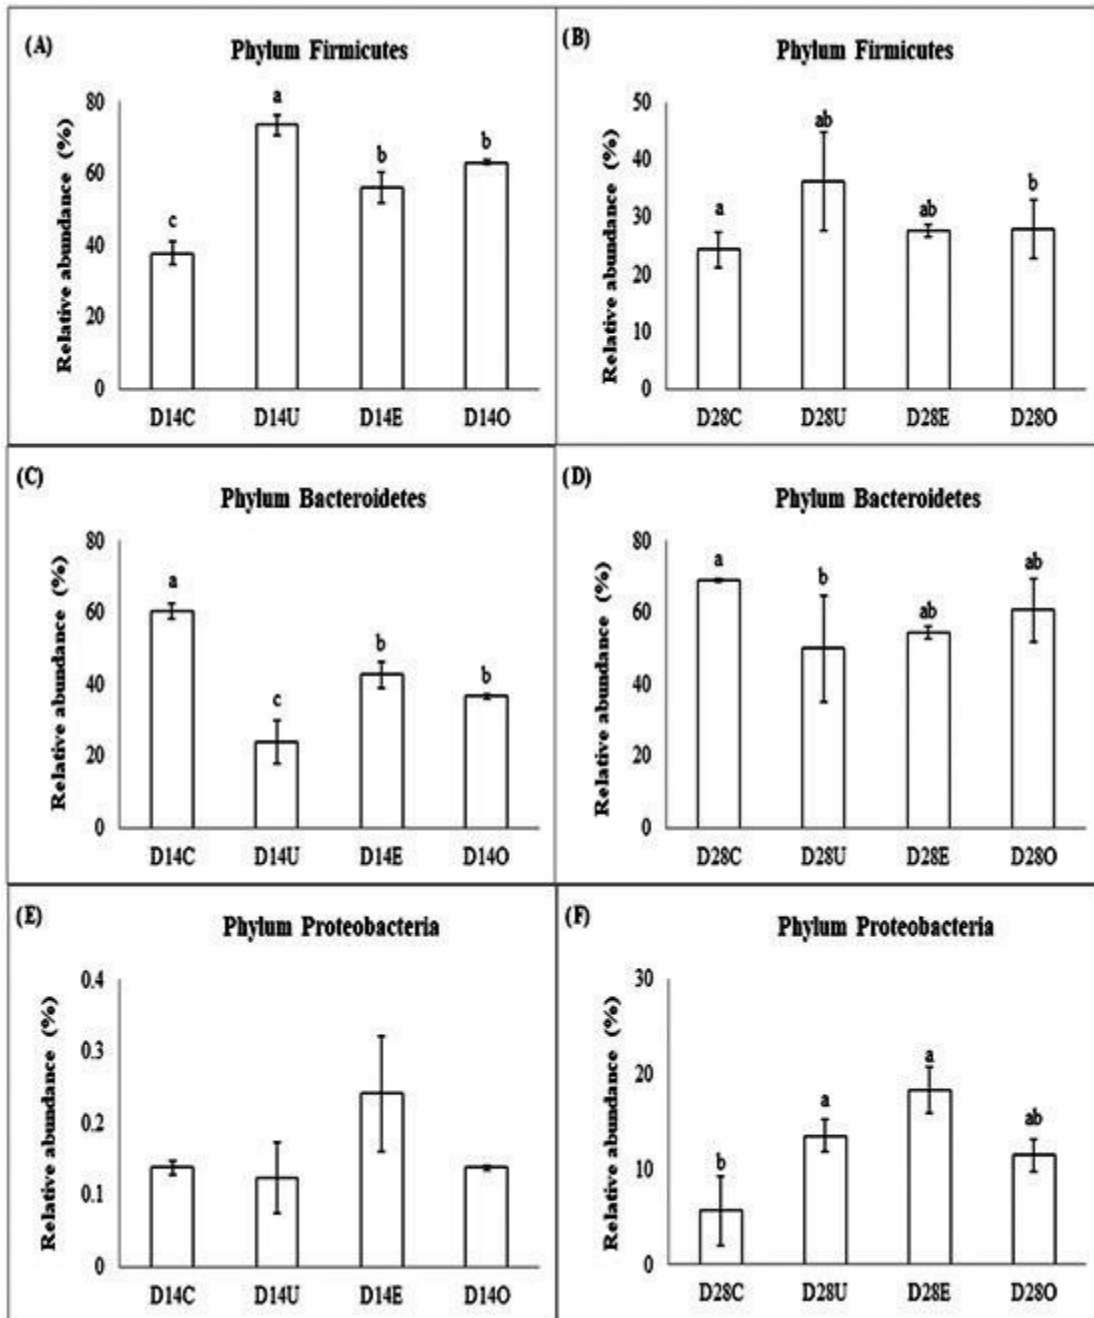 (A)
Phylum Firmicutes
Relative abundance (%)
80
60
40
20
0
c
a
b
b
D14C D14U D14E D14O
(B)
Phylum Firmicutes
Relative abundance (%)
50
40
30
20
10
0
a
ab
ab
b
D28C D28U D28E D28O
(C)
Phylum Bacteroidetes
Relative abundance (%)
80
60
40
20
0
a
c
b
b
D14C D14U D14E D14O
(D)
Phylum Bacteroidetes
Relative abundance (%)
80
60
40
20
0
a
b
ab
ab
D28C D28U D28E D28O
(E)
Phylum Proteobacteria
Relative abundance (%)
0.4
0.3
0.2
0.1
0
D14C D14U D14E D14O
(F)
Phylum Proteobacteria
Relative abundance (%)
30
20
10
0
b
a
a
ab
D28C D28U D28E D28O